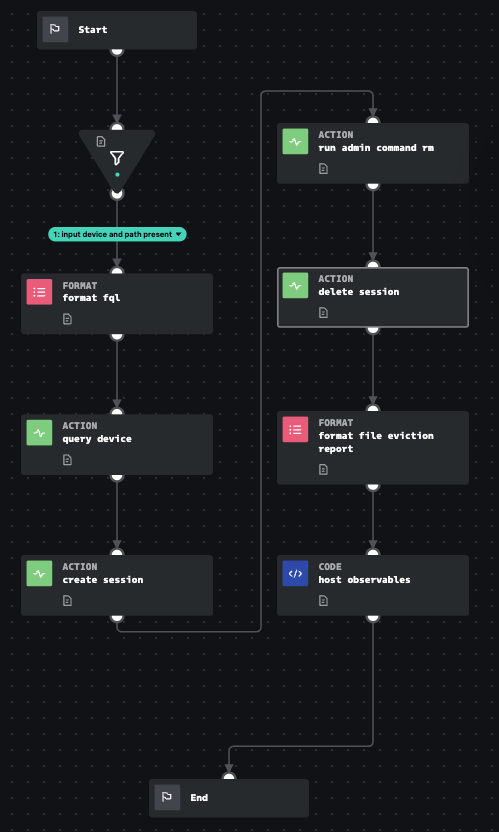 Start
1: input device and path present
FORMAT
format fql
ACTION
query device
ACTION
create session
ACTION
run admin command rm
ACTION
delete session
FORMAT
format file eviction
report
CODE
host observables
End